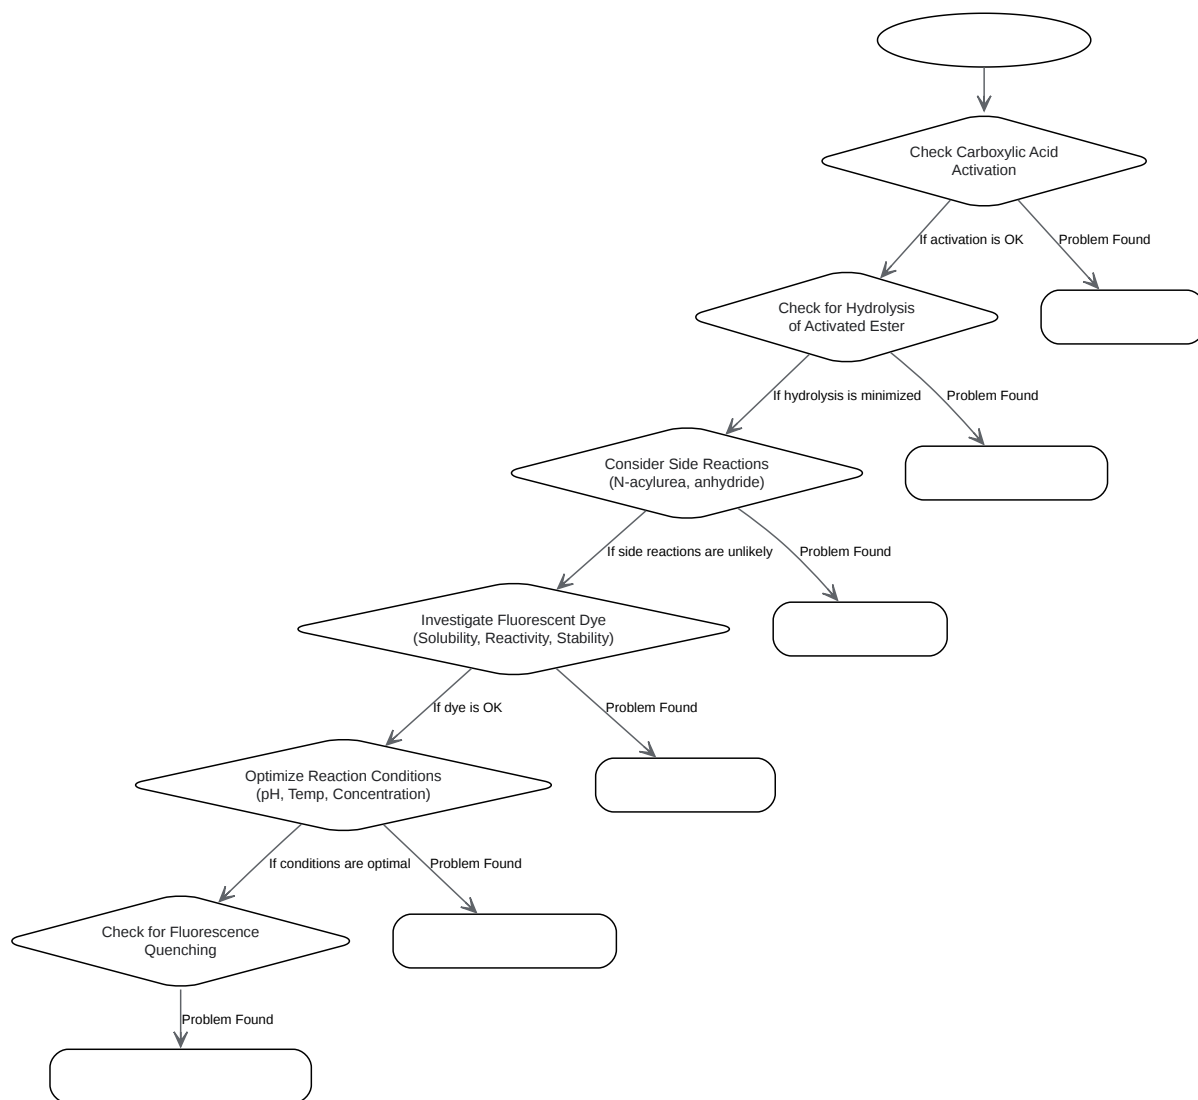 Check Carboxylic Acid
Activation
If activation is OK
Problem Found
Check for Hydrolysis
of Activated Ester
If hydrolysis is minimized
Problem Found
Consider Side Reactions
(N-acylurea, anhydride)
If side reactions are unlikely
Problem Found
Investigate Fluorescent Dye
(Solubility, Reactivity, Stability)
If dye is OK
Problem Found
Optimize Reaction Conditions
(pH, Temp, Concentration)
If conditions are optimal
Problem Found
Check for Fluorescence
Quenching
Problem Found